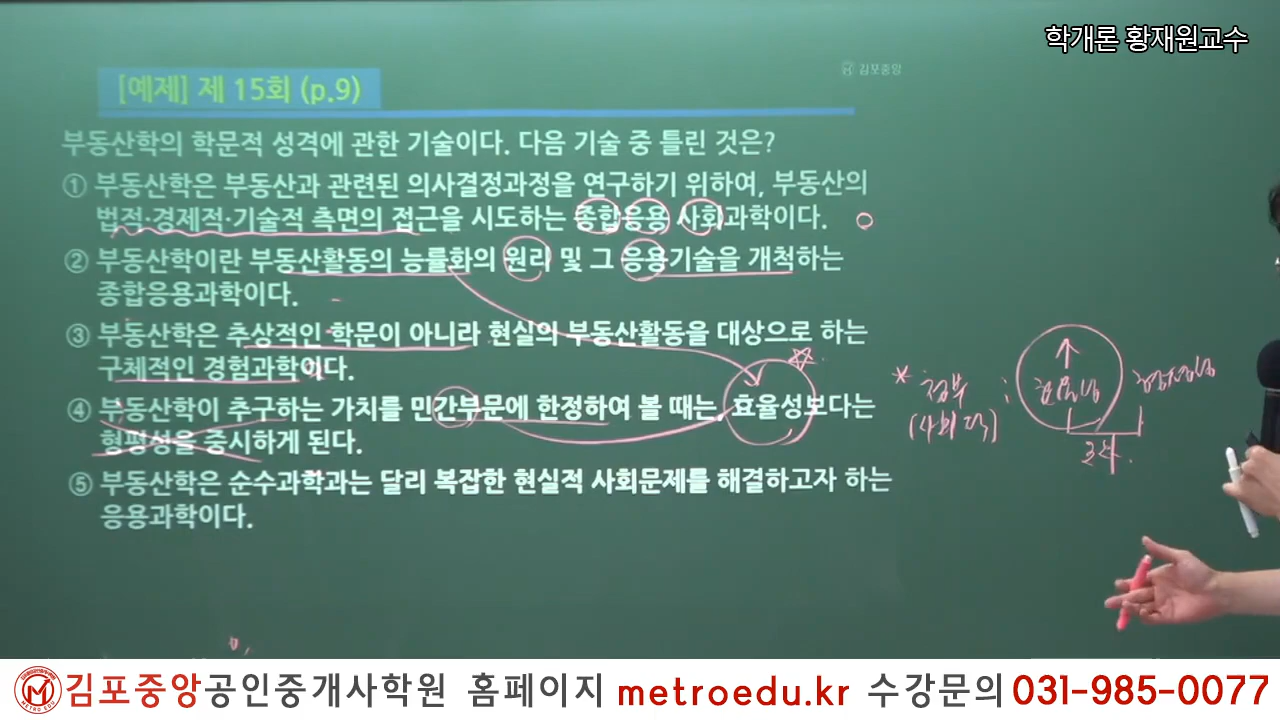 학개론 황재원교수
김포중앙
[예제] 제 15회 (p.9)
부동산학의 학문적 성격에 관한 기술이다. 다음 기술 중 틀린 것은?
① 부동산학은 부동산과 관련된 의사결정과정을 연구하기 위하여, 부동산의
법적·경제적·기술적 측면의 접근을 시도하는 종합응용 사회과학이다.
② 부동산학이란 부동산활동의 능률화의 원리 및 그 응용기술을 개척하는
종합응용과학이다.
③ 부동산학은 추상적인 학문이 아니라 현실의 부동산활동을 대상으로 하는
구체적인 경험과학이다.
④ 부동산학이 추구하는 가치를 민간부문에 한정하여 볼 때는, 효율성보다는
형평성을 중시하게 된다.
⑤ 부동산학은 순수과학과는 달리 복잡한 현실적 사회문제를 해결하고자 하는
응용과학이다.
* 정부 :
김포중앙공인중개사학원 홈페이지 metroedu.kr 수강문의 031-985-0077